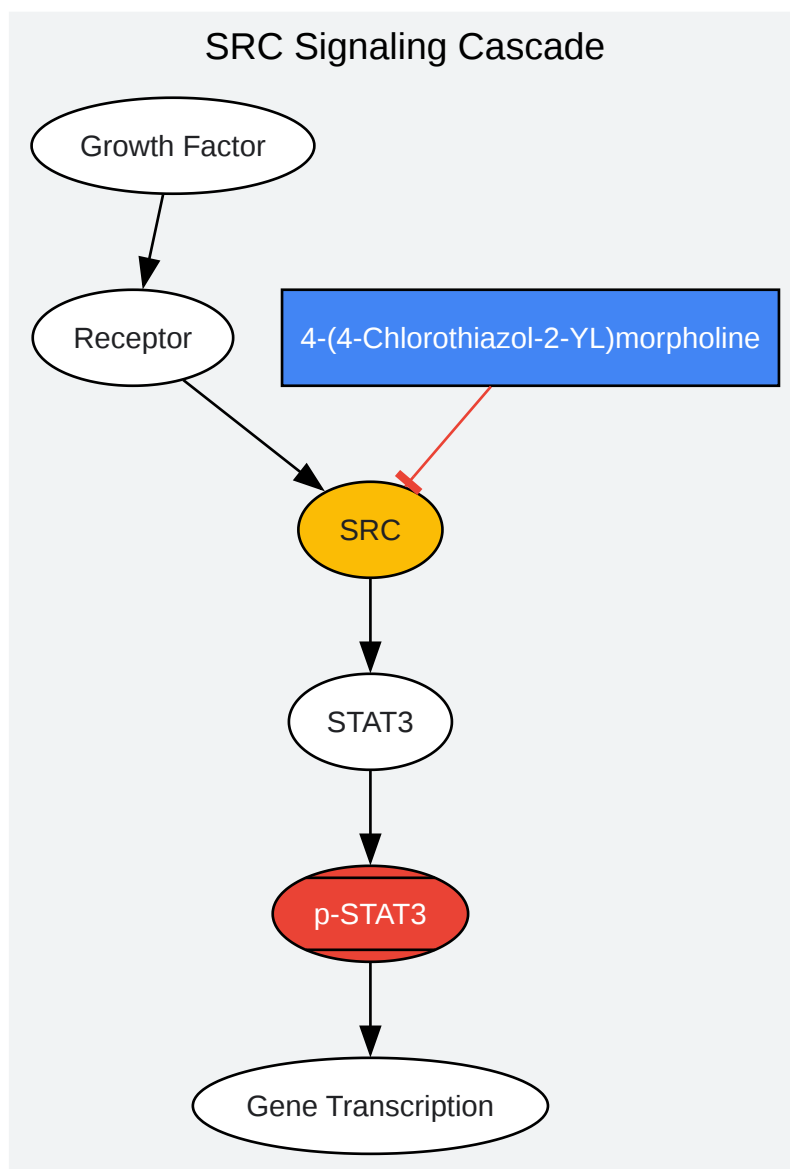 SRC Signaling Cascade
Growth Factor
Receptor
4-(4-Chlorothiazol-2-YL)morpholine
SRC
STAT3
p-STAT3
Gene Transcription